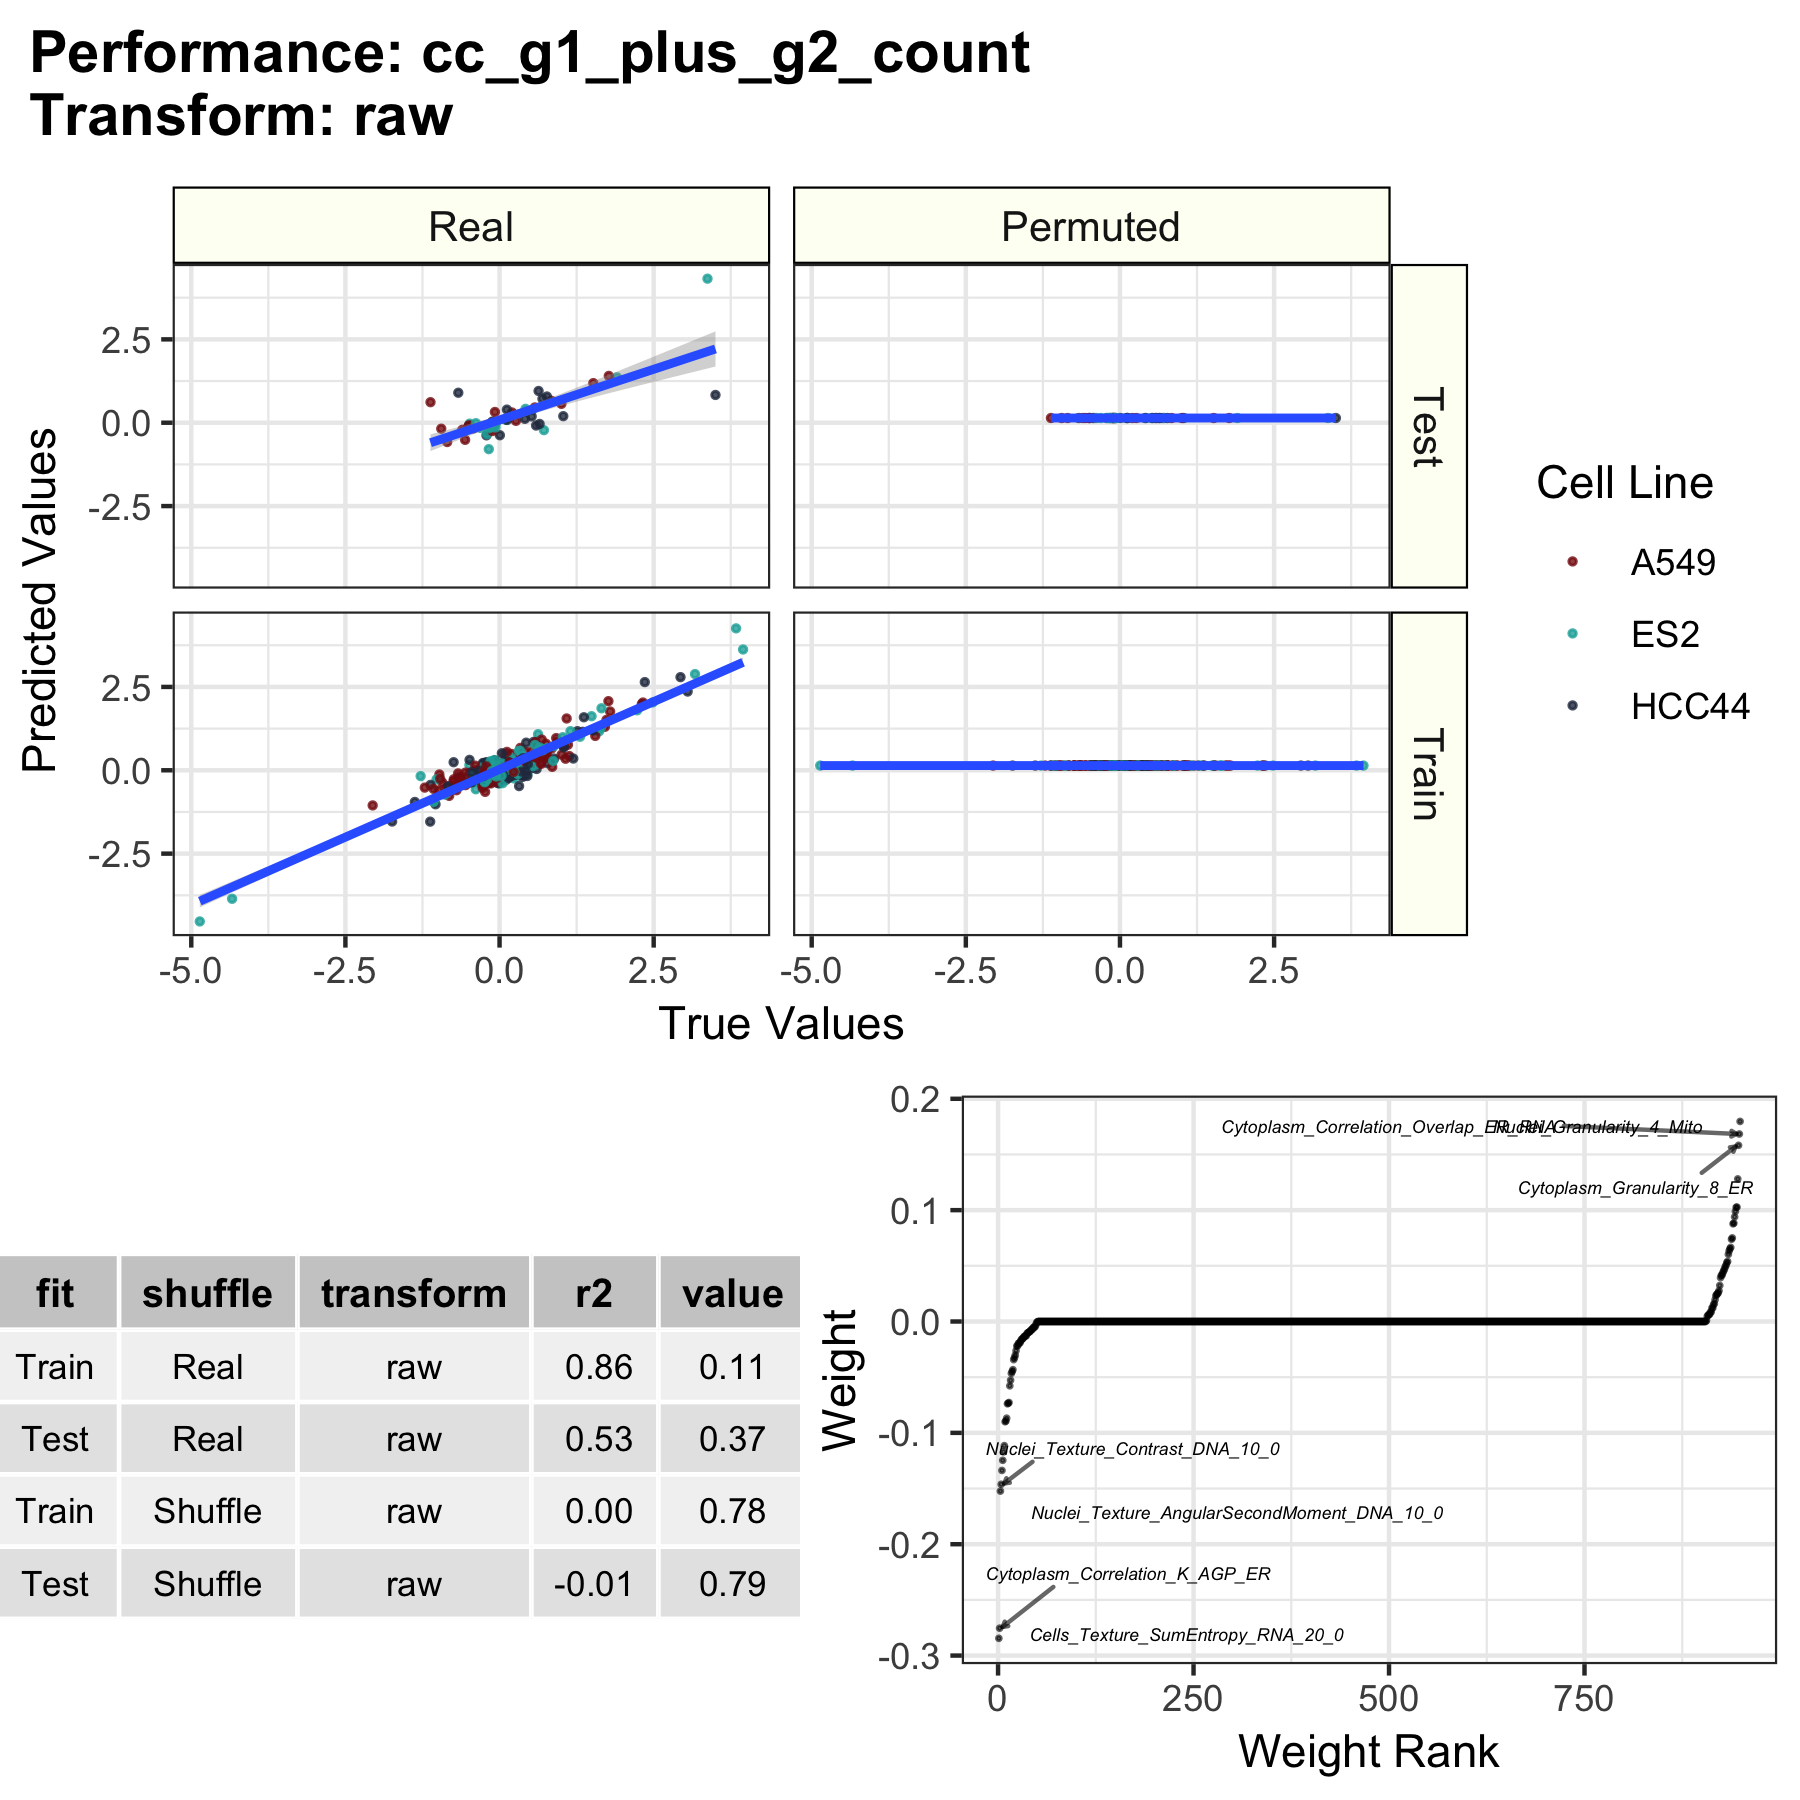 Performance: cc_g1_plus_g2_count
Transform: raw
Real
Permuted
Predicted Values
2.5
0.0
-2.5
Test
2.5
0.0
-2.5
Train
-5.0
-2.5
0.0
2.5
-5.0
-2.5
0.0
2.5
True Values
Cell Line
A549
ES2
HCC44
fit shuffle transform r2 value
Train Real raw 0.86 0.11
Test Real raw 0.53 0.37
Train Shuffle raw 0.00 0.78
Test Shuffle raw -0.01 0.79
Weight
0.2
0.1
0.0
-0.1
-0.2
-0.3
Cytoplasm_Correlation_Overlap_ER_RNA
Nuclei_Granularity_4_Mito
Cytoplasm_Granularity_8_ER
Nuclei_Texture_Contrast_DNA_10_0
Nuclei_Texture_AngularSecondMoment_DNA_10_0
Cytoplasm_Correlation_K_AGP_ER
Cells_Texture_SumEntropy_RNA_20_0
0
250
500
750
Weight Rank